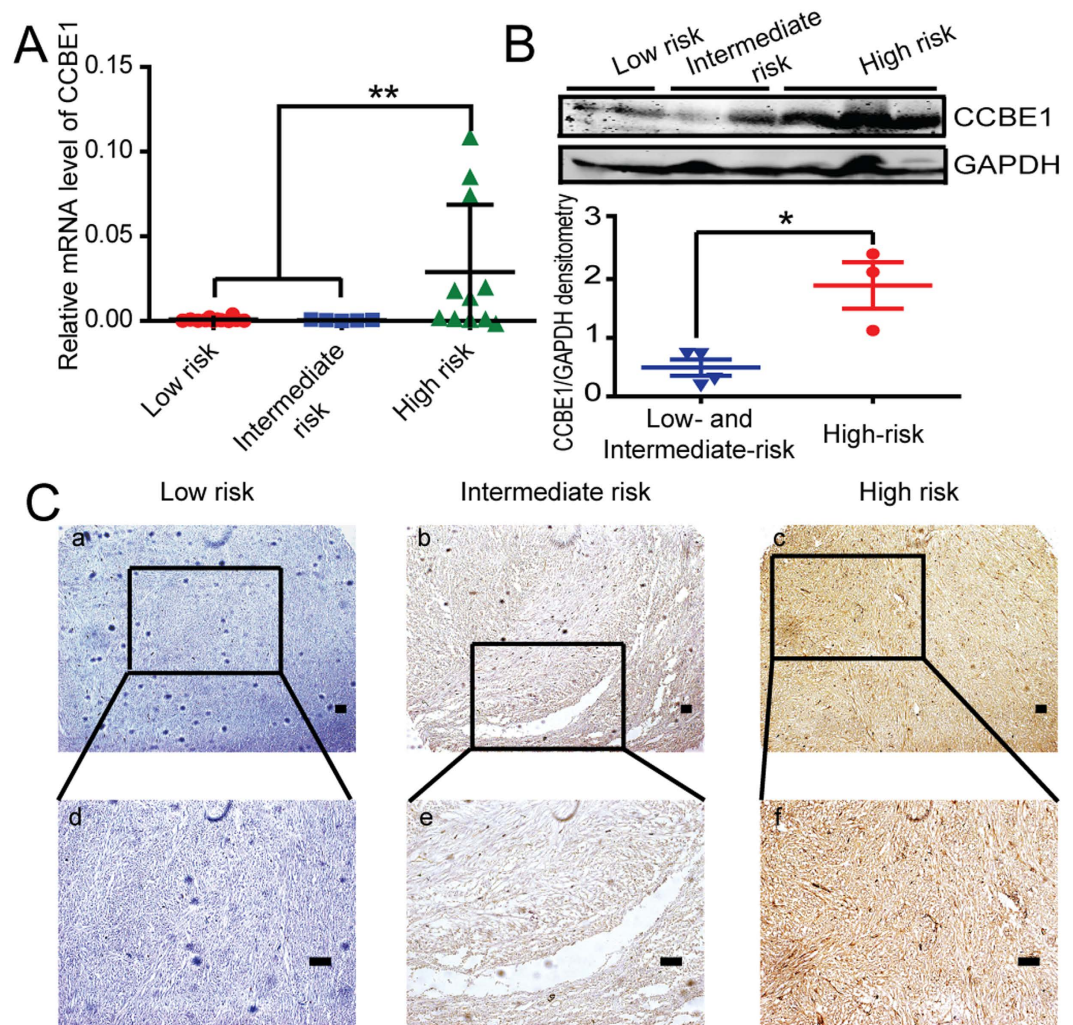 A
Relative mRNA level of CCBE1
0.15
0.10
0.05
0.00
**
Low risk
Intermediate
risk
High risk
B
Low risk
Intermediate
risk
High risk
CCBE1
GAPDH
CCBE1/GAPDH densitometry
3
2
1
0
*
Low- and
Intermediate-risk
High-risk
C
Low risk
Intermediate risk
High risk
a
b
c
d
e
f